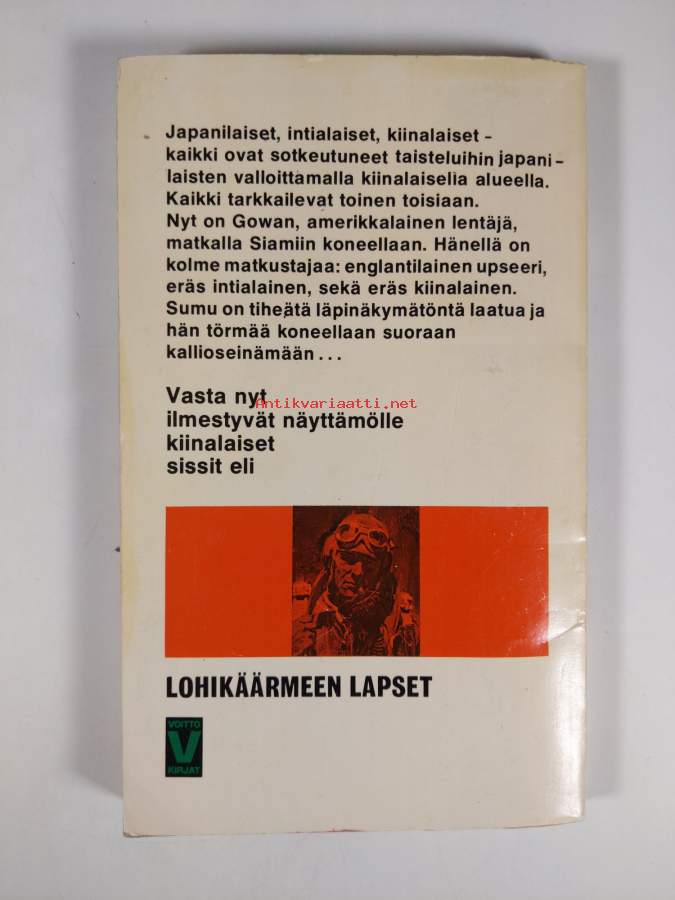 Japanilaiset, intialaiset, kiinalaiset –
kaikki ovat sotkeutuneet taisteluihin japani–
laisten valloittamalla kiinalaisella alueella.
Kaikki tarkkailevat toinen toisiaan.
Nyt on Gowan, amerikkalainen lentäjä,
matkalla Siamiin koneellaan. Hänellä on
kolme matkustajaa: englantilainen upseeri,
eräs intialainen, sekä eräs kiinalainen.
Sumu on tiheätä läpinäkymätöntä laatua ja
hän törmää koneellaan suoraan
kallioseinämään...
Vasta nyt
Antikvariaatti.net
ilmestyvät näyttämölle
kiinalaiset
sissit eli
LOHIKÄÄRMEEN LAPSET
VOITTO
V
KIRJAT